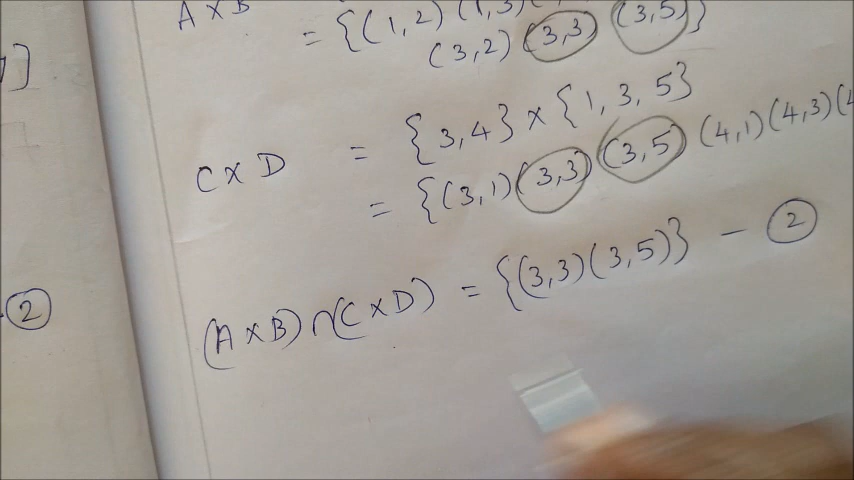 A X B
= {(1,2) (1,3) (
(3,2) (3,3) (3,5)}
C X D = {3,4} x {1, 3, 5}
= {(3,1) (3,3) (3,5) (4,1) (4,3) (4
(A X B) ∩ (C X D) = {(3,3) (3,5)} - 2
2